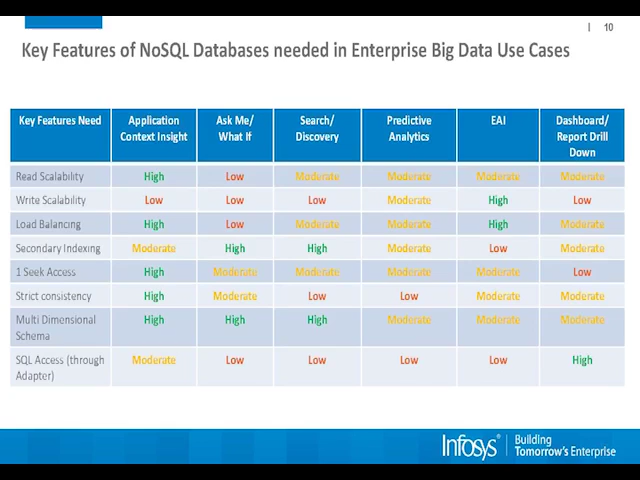 | 10
Key Features of NoSQL Databases needed in Enterprise Big Data Use Cases
Key Features Need Application Context Insight Ask Me/ What If Search/ Discovery Predictive Analytics EAI Dashboard/ Report Drill Down
Read Scalability High Low Moderate Moderate Moderate Moderate
Write Scalability Low Low Low Moderate High Low
Load Balancing High Low Moderate Moderate High Moderate
Secondary Indexing Moderate High High Moderate Low Moderate
1 Seek Access High Moderate Moderate Moderate Moderate Low
Strict consistency High Moderate Low Low Moderate Moderate
Multi Dimensional Schema High High High Moderate Moderate Moderate
SQL Access (through Adapter) Moderate Low Low Low Low High
Infosys® | Building
Tomorrow's Enterprise